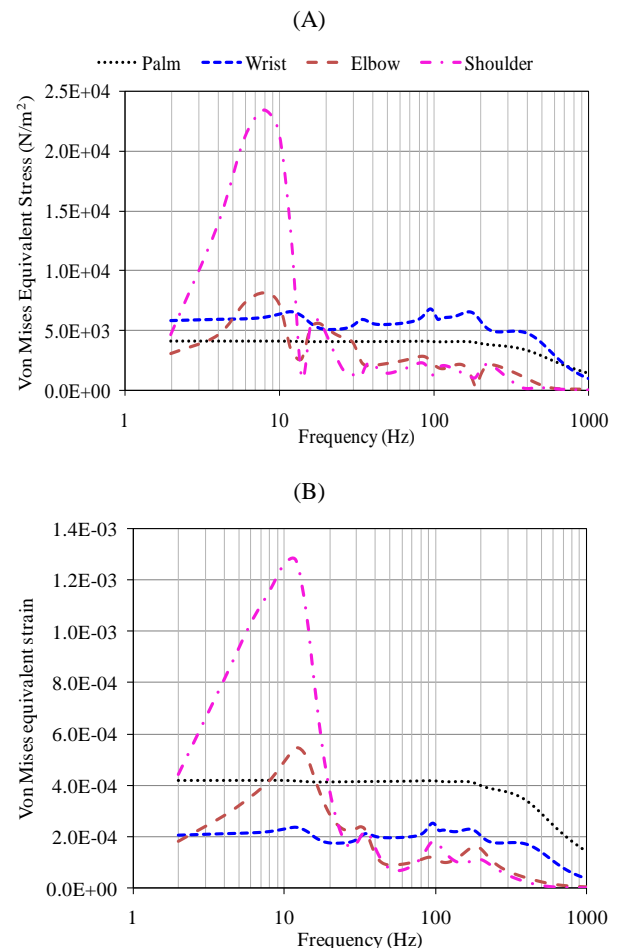 (A)
Palm Wrist Elbow Shoulder
Von Mises Equivalent Stress (N/m²)
2.5E+04
2.0E+04
1.5E+04
1.0E+04
5.0E+03
0.0E+00
1 10 100 1000
Frequency (Hz)
(B)
Von Mises equivalent strain
1.4E-03
1.2E-03
1.0E-03
8.0E-04
6.0E-04
4.0E-04
2.0E-04
0.0E+00
1 10 100 1000
Frequency (Hz)